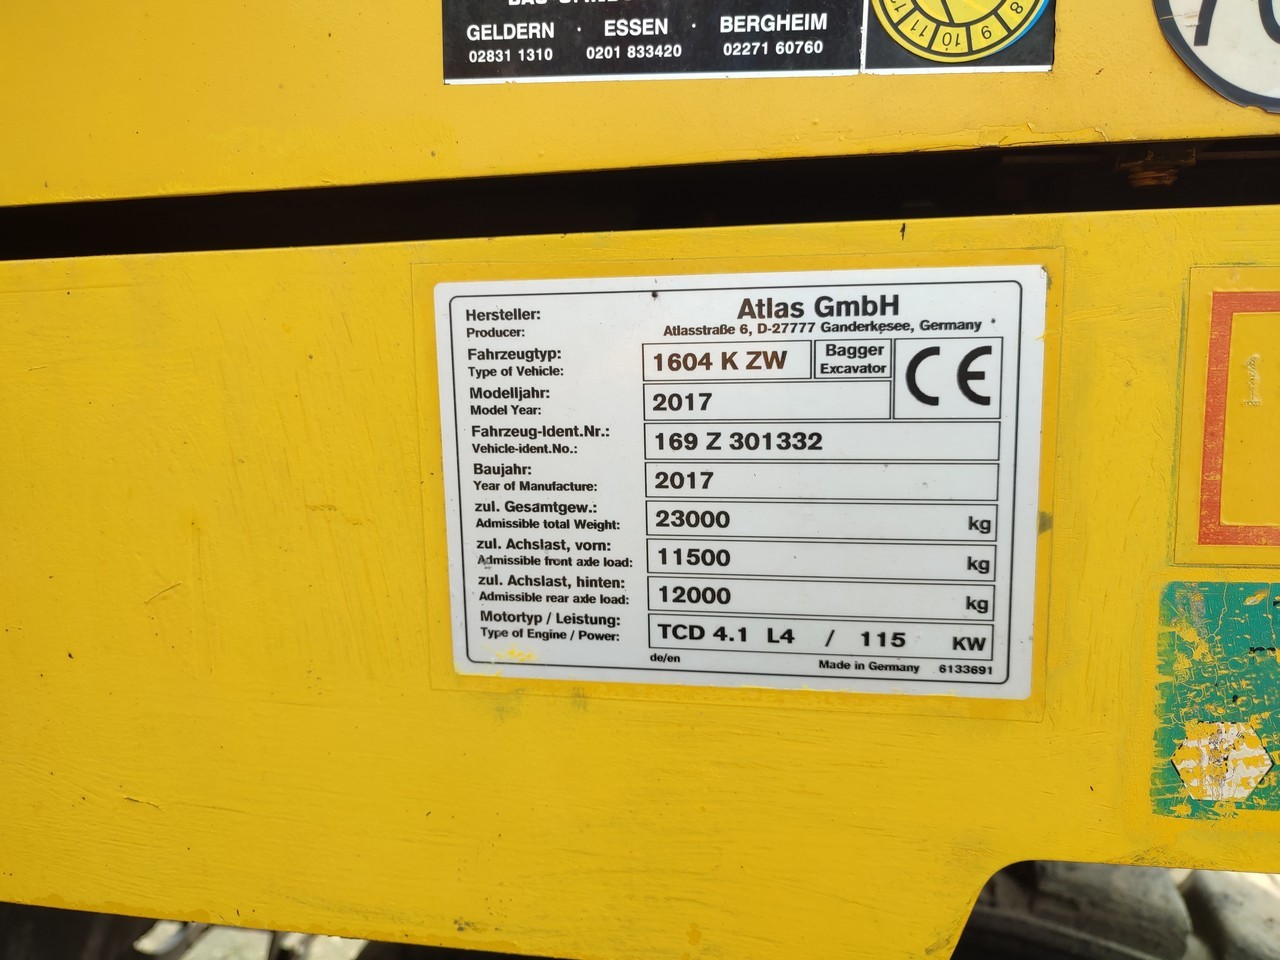 GELDERN · ESSEN · BERGHEIM
02831 1310 0201 833420 02271 60760
11 10 9 8
Atlas GmbH
Hersteller:
Producer:
Atlasstraße 6, D-27777 Ganderkesee, Germany
Fahrzeugtyp:
Type of Vehicle:
1604 K ZW
Bagger
Excavator
CE
Modelljahr:
Model Year:
2017
Fahrzeug-Ident.Nr.:
Vehicle-ident.No.:
169 Z 301332
Baujahr:
Year of Manufacture:
2017
zul. Gesamtgew.:
Admissible total Weight:
23000 kg
zul. Achslast, vorn:
Admissible front axle load:
11500 kg
zul. Achslast, hinten:
Admissible rear axle load:
12000 kg
Motortyp / Leistung:
Type of Engine / Power:
TCD 4.1 L4 / 115 KW
de/en
Made in Germany 6133691